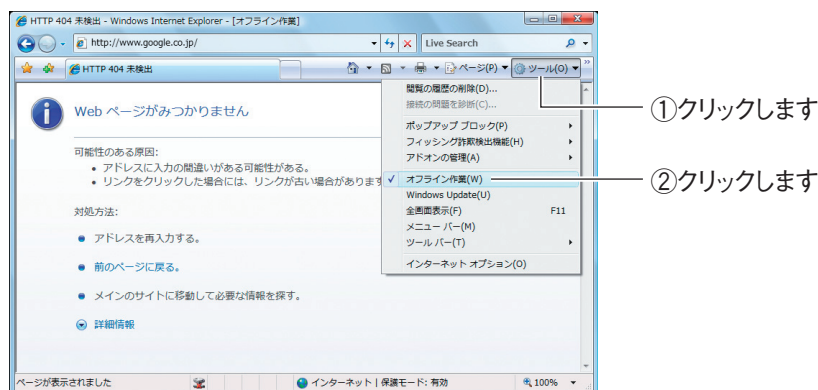 HTTP 404 未検出 - Windows Internet Explorer - [オフライン作業]
http://www.google.co.jp/
Live Search
HTTP 404 未検出
ページ(P)
ツール(O)
Web ページがみつかりません
可能性のある原因:
• アドレスに入力の間違いがある可能性がある。
• リンクをクリックした場合には、リンクが古い場合があります
対処方法:
アドレスを再入力する。
前のページに戻る。
メインのサイトに移動して必要な情報を探す。
詳細情報
閲覧の履歴の削除(D)...
接続の問題を診断(C)...
ポップアップ ブロック(P)
フィッシング詐欺検出機能(H)
アドオンの管理(A)
✓ オフライン作業(W)
Windows Update(U)
全画面表示(F) F11
メニュー バー(M)
ツール バー(T)
インターネット オプション(O)
①クリックします
②クリックします
ページが表示されました
インターネット | 保護モード: 有効
100%